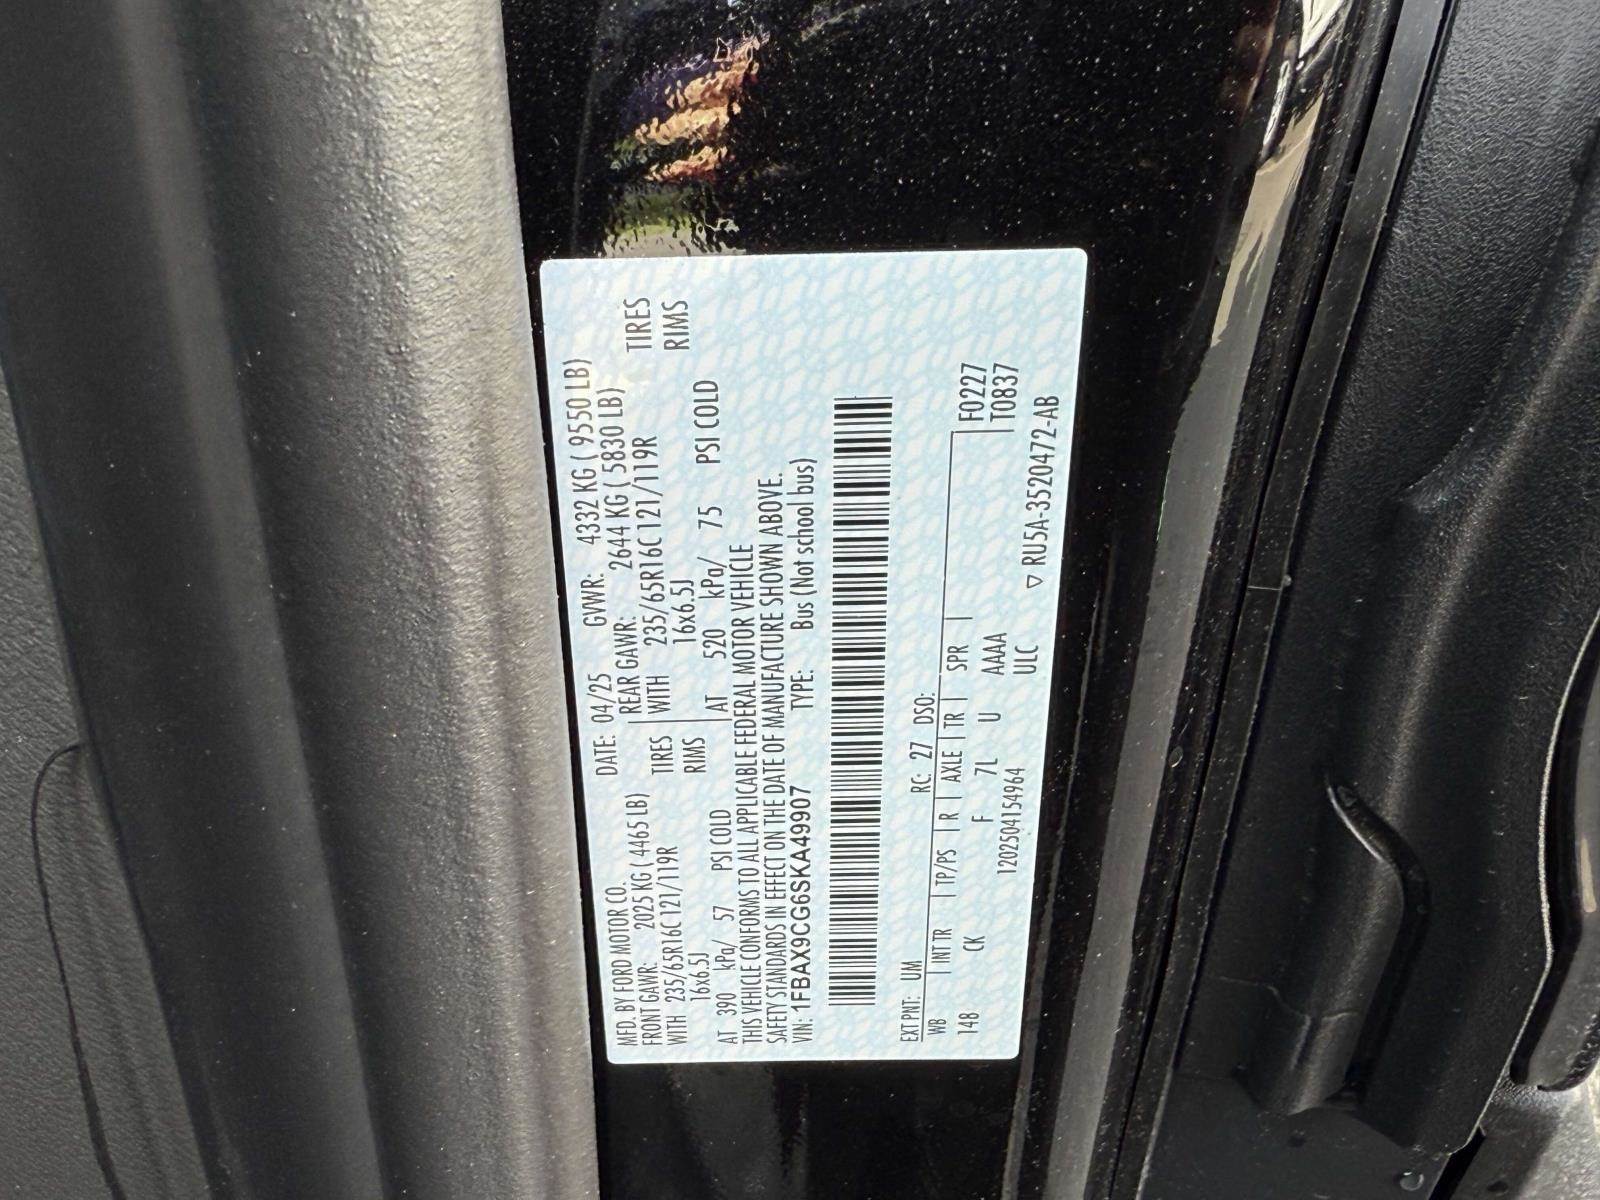 MFD. BY FORD MOTOR CO. DATE: 04/25 GVWR: 4332 KG ( 9550 LB)
FRONT GAWR: 2025 KG ( 4465 LB) REAR GAWR: 2644 KG ( 5830 LB)
WITH 235/65R16C 121/119R TIRES WITH 235/65R16C 121/119R TIRES
16x6.5J RIMS 16x6.5J RIMS
AT 390 kPa/ 57 PSI COLD AT 520 kPa/ 75 PSI COLD
THIS VEHICLE CONFORMS TO ALL APPLICABLE FEDERAL MOTOR VEHICLE
SAFETY STANDARDS IN EFFECT ON THE DATE OF MANUFACTURE SHOWN ABOVE.
VIN: 1FBAX9CG6SKA49907 TYPE: Bus (Not school bus)
EXT PNT: UM RC: 27 DSO:
WB INT TR TP/PS R AXLE TR SPR F0227
148 CK F 7L U AAAA T0837
1202504154964 ULC
▽ RU5A-3520472-AB